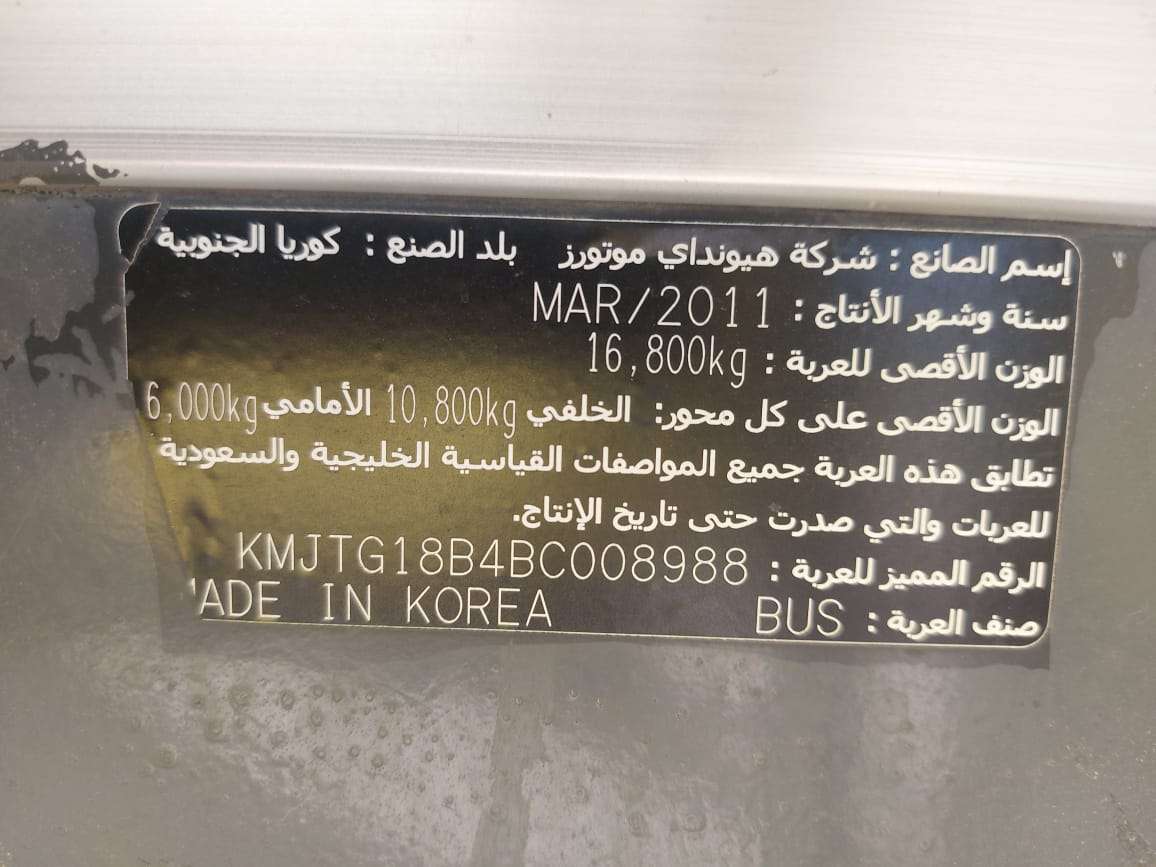 إسم الصانع : شركة هيونداي موتورز بلد الصنع : كوريا الجنوبية
سنة وشهر الأنتاج : MAR/2011
الوزن الأقصى للعربة : 16,800kg
الوزن الأقصى على كل محور: الخلفي 10,800kg الأمامي 6,000kg
تطابق هذه العربة جميع المواصفات القياسية الخليجية والسعودية
للعربات والتي صدرت حتى تاريخ الإنتاج.
الرقم المميز للعربة : KMJTG18B4BC008988
صنف العربة : BUS MADE IN KOREA